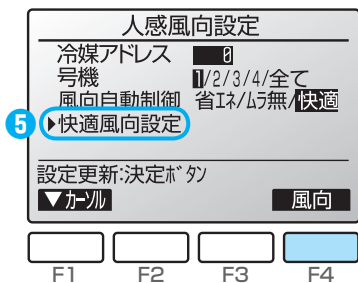 人感風向設定
冷媒アドレス 0
号機 1/2/3/4/全て
風向自動制御 省エネ/ムラ無/快適
5 ▶快適風向設定
設定更新:決定ボタン
▼カーソル 風向
F1 F2 F3 F4